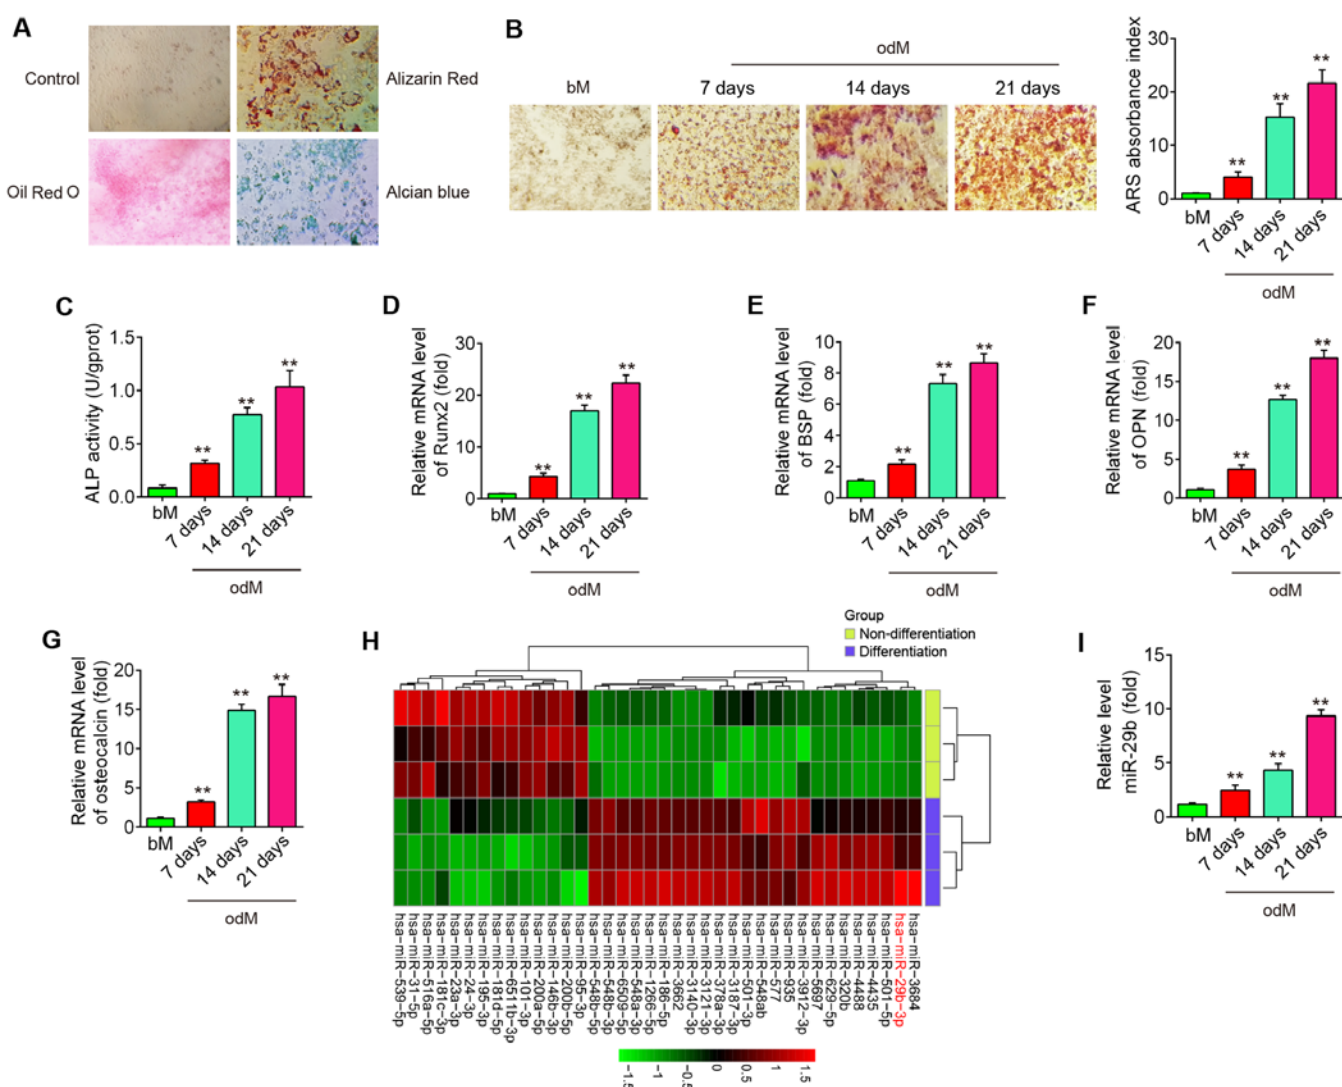 A
Control
Alizarin Red
Oil Red O
Alcian blue
B
odM
bM
7 days
14 days
21 days
ARS absorbance index
30
20
10
0
bM
7 days
14 days
21 days
odM
C
ALP activity (U/gprot)
1.5
1.0
0.5
0.0
**
**
**
bM
7 days
14 days
21 days
odM
D
Relative mRNA level
of Runx2 (fold)
30
20
10
0
**
**
**
bM
7 days
14 days
21 days
odM
E
Relative mRNA level
of BSP (fold)
10
8
6
4
2
0
**
**
**
bM
7 days
14 days
21 days
odM
F
Relative mRNA level
of OPN (fold)
20
15
10
5
0
**
**
**
bM
7 days
14 days
21 days
odM
G
Relative mRNA level
of osteocalcin (fold)
20
15
10
5
0
**
**
**
bM
7 days
14 days
21 days
odM
H
Group
Non-differentiation
Differentiation
hsa-miR-539-5p
hsa-miR-31-5p
hsa-miR-516a-5p
hsa-miR-181c-3p
hsa-miR-23a-3p
hsa-miR-24-3p
hsa-miR-195-3p
hsa-miR-181d-5p
hsa-miR-6511b-3p
hsa-miR-101-3p
hsa-miR-200a-5p
hsa-miR-146b-3p
hsa-miR-200b-5p
hsa-miR-95-3p
hsa-miR-548b-5p
hsa-miR-548b-3p
hsa-miR-6509-5p
hsa-miR-548a-3p
hsa-miR-1266-5p
hsa-miR-186-5p
hsa-miR-3662
hsa-miR-3140-3p
hsa-miR-3121-3p
hsa-miR-378a-3p
hsa-miR-3187-3p
hsa-miR-501-3p
hsa-miR-548ab
hsa-miR-577
hsa-miR-935
hsa-miR-3912-3p
hsa-miR-5697
hsa-miR-629-5p
hsa-miR-320b
hsa-miR-4488
hsa-miR-4435
hsa-miR-501-5p
hsa-miR-29b-3p
hsa-miR-3684
-1.5
-1
-0.5
0
0.5
1
1.5
I
Relative level
miR-29b (fold)
15
10
5
0
**
**
**
bM
7 days
14 days
21 days
odM